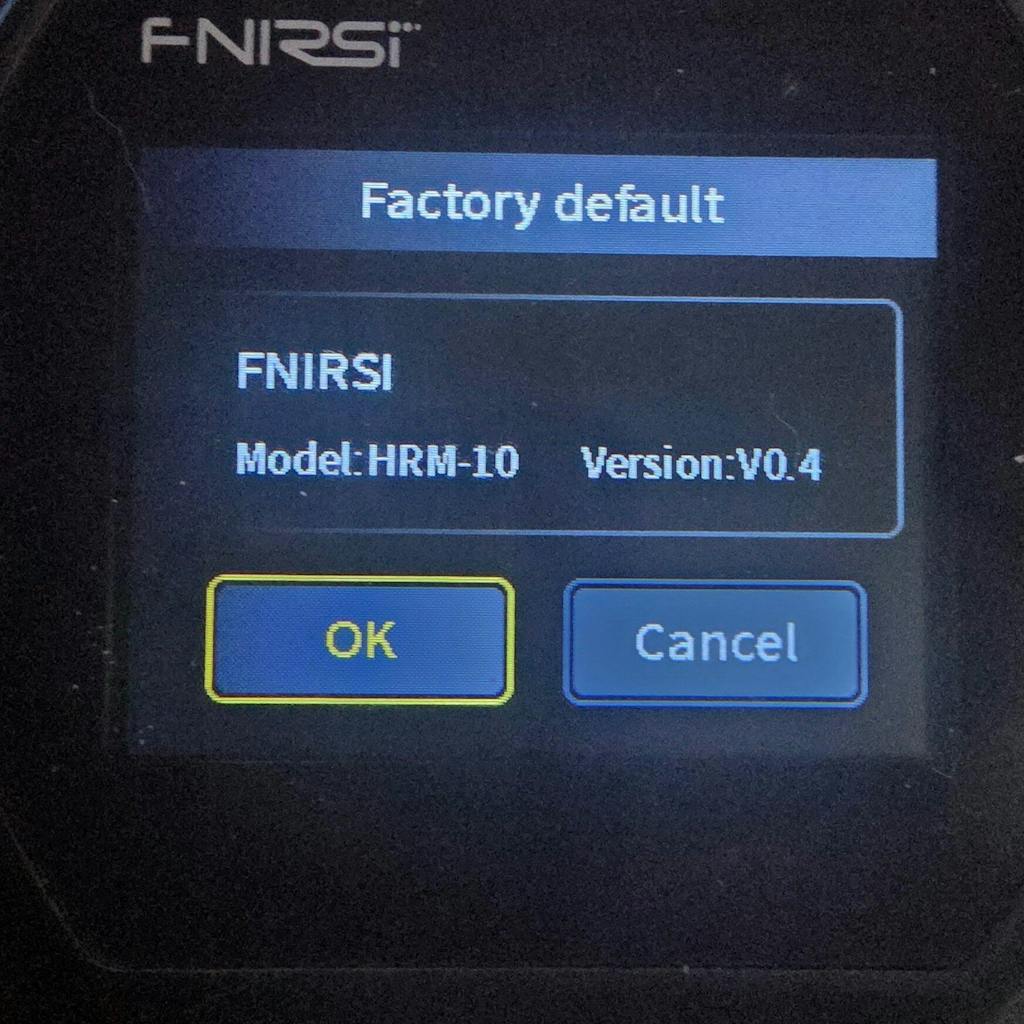 FNIRSI
Factory default
FNIRSI
Model:HRM-10 Version:V0.4
OK Cancel